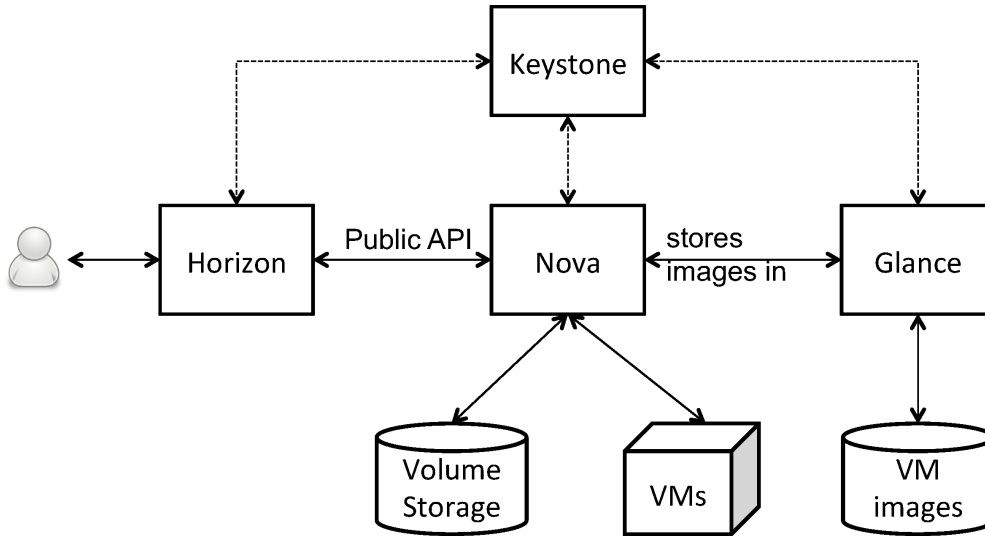 Keystone
Horizon
Public API
Nova
stores
images in
Glance
Volume
Storage
VMs
VM
images